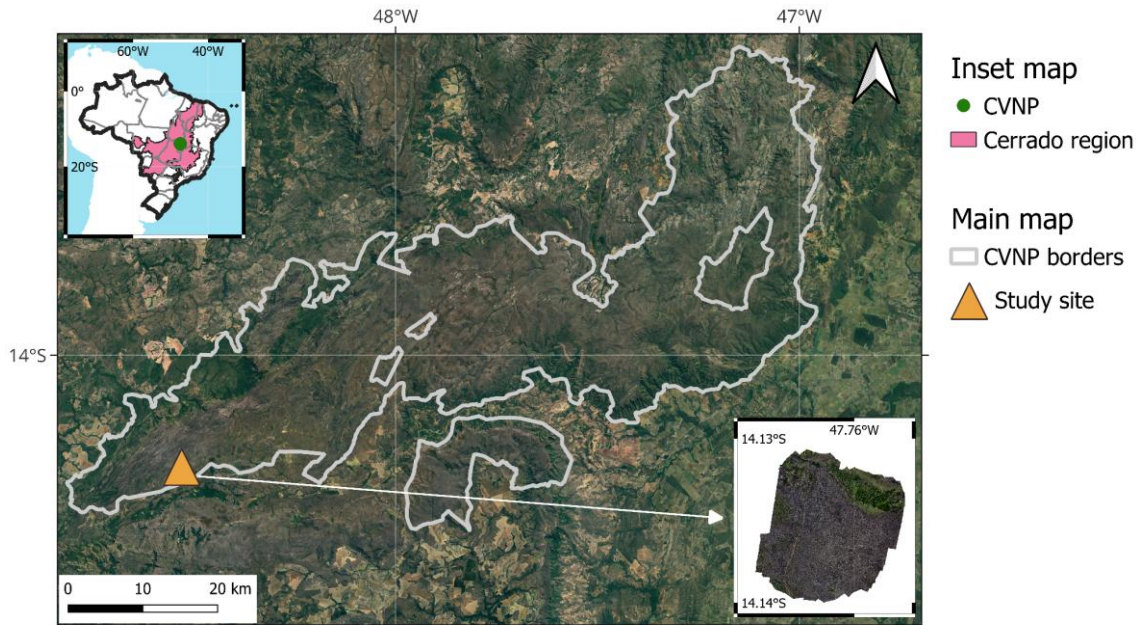 48°W
47°W
60°W
40°W
0°
20°S
14°S
Inset map
CVNP
Cerrado region
Main map
CVNP borders
Study site
47.76°W
14.13°S
14.14°S
0
10
20 km